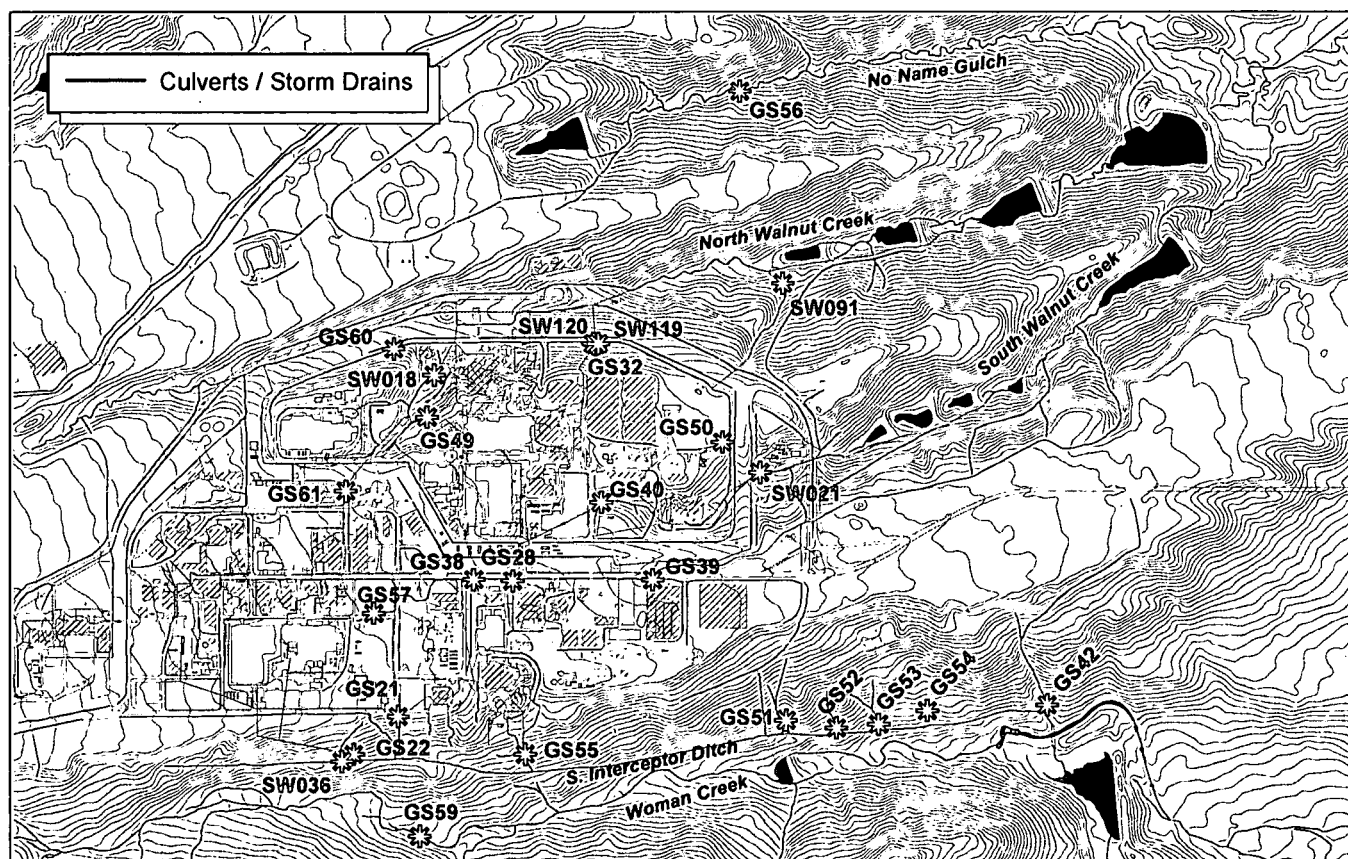 Culverts / Storm Drains
No Name Gulch
GS56
North Walnut Creek
SW091
South Walnut Creek
GS60
SW120
SW119
SW018
GS32
GS49
GS50
GS61
GS40
SW021
GS38
GS28
GS39
GS57
GS21
GS51
GS52
GS53
GS54
GS42
GS22
GS55
S. Interceptor Ditch
SW036
Woman Creek
GS59